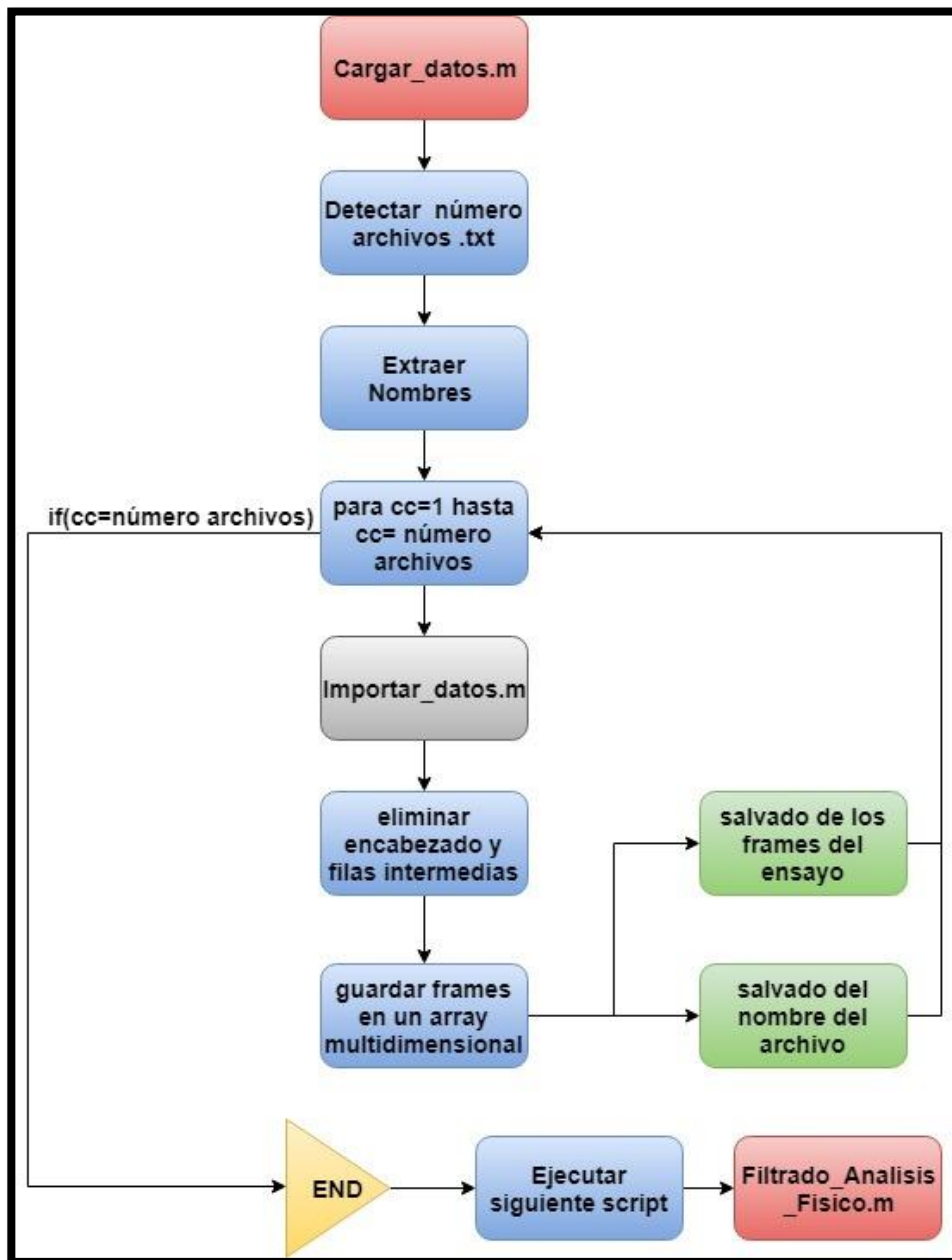 Cargar_datos.m
Detectar número
archivos .txt
Extraer
Nombres
if(cc=número archivos)
para cc=1 hasta
cc= número
archivos
Importar_datos.m
eliminar
encabezado y
filas intermedias
salvado de los
frames del
ensayo
guardar frames
en un array
multidimensional
salvado del
nombre del
archivo
END
Ejecutar
siguiente script
Filtrado_Analisis
_Fisico.m